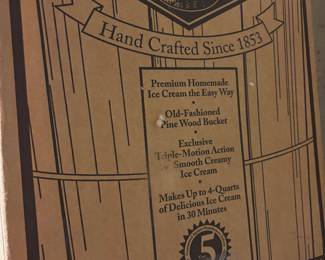 Hand Crafted Since 1853
Premium Homemade
Ice Cream the Easy Way
•
Old-Fashioned
Pine Wood Bucket
•
Exclusive
Triple-Motion Action
Smooth Creamy
Ice Cream
•
Makes Up to 4-Quarts
of Delicious Ice Cream
in 30 Minutes
5